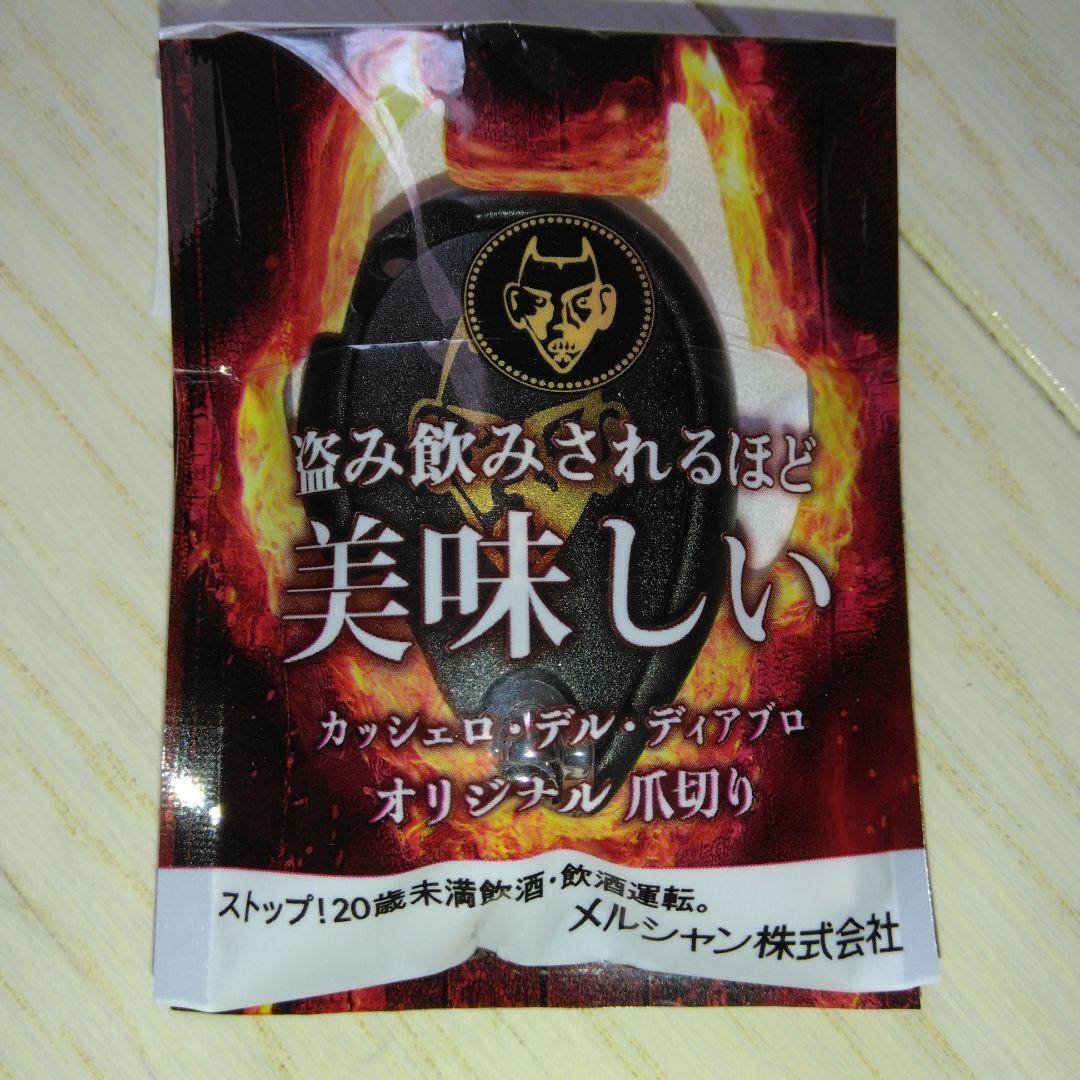 盗み飲みされるほど
美味しい
カッシェロ・デル・ディアブロ
オリジナル 爪切り
ストップ!20歳未満飲酒・飲酒運転。
メルシャン株式会社